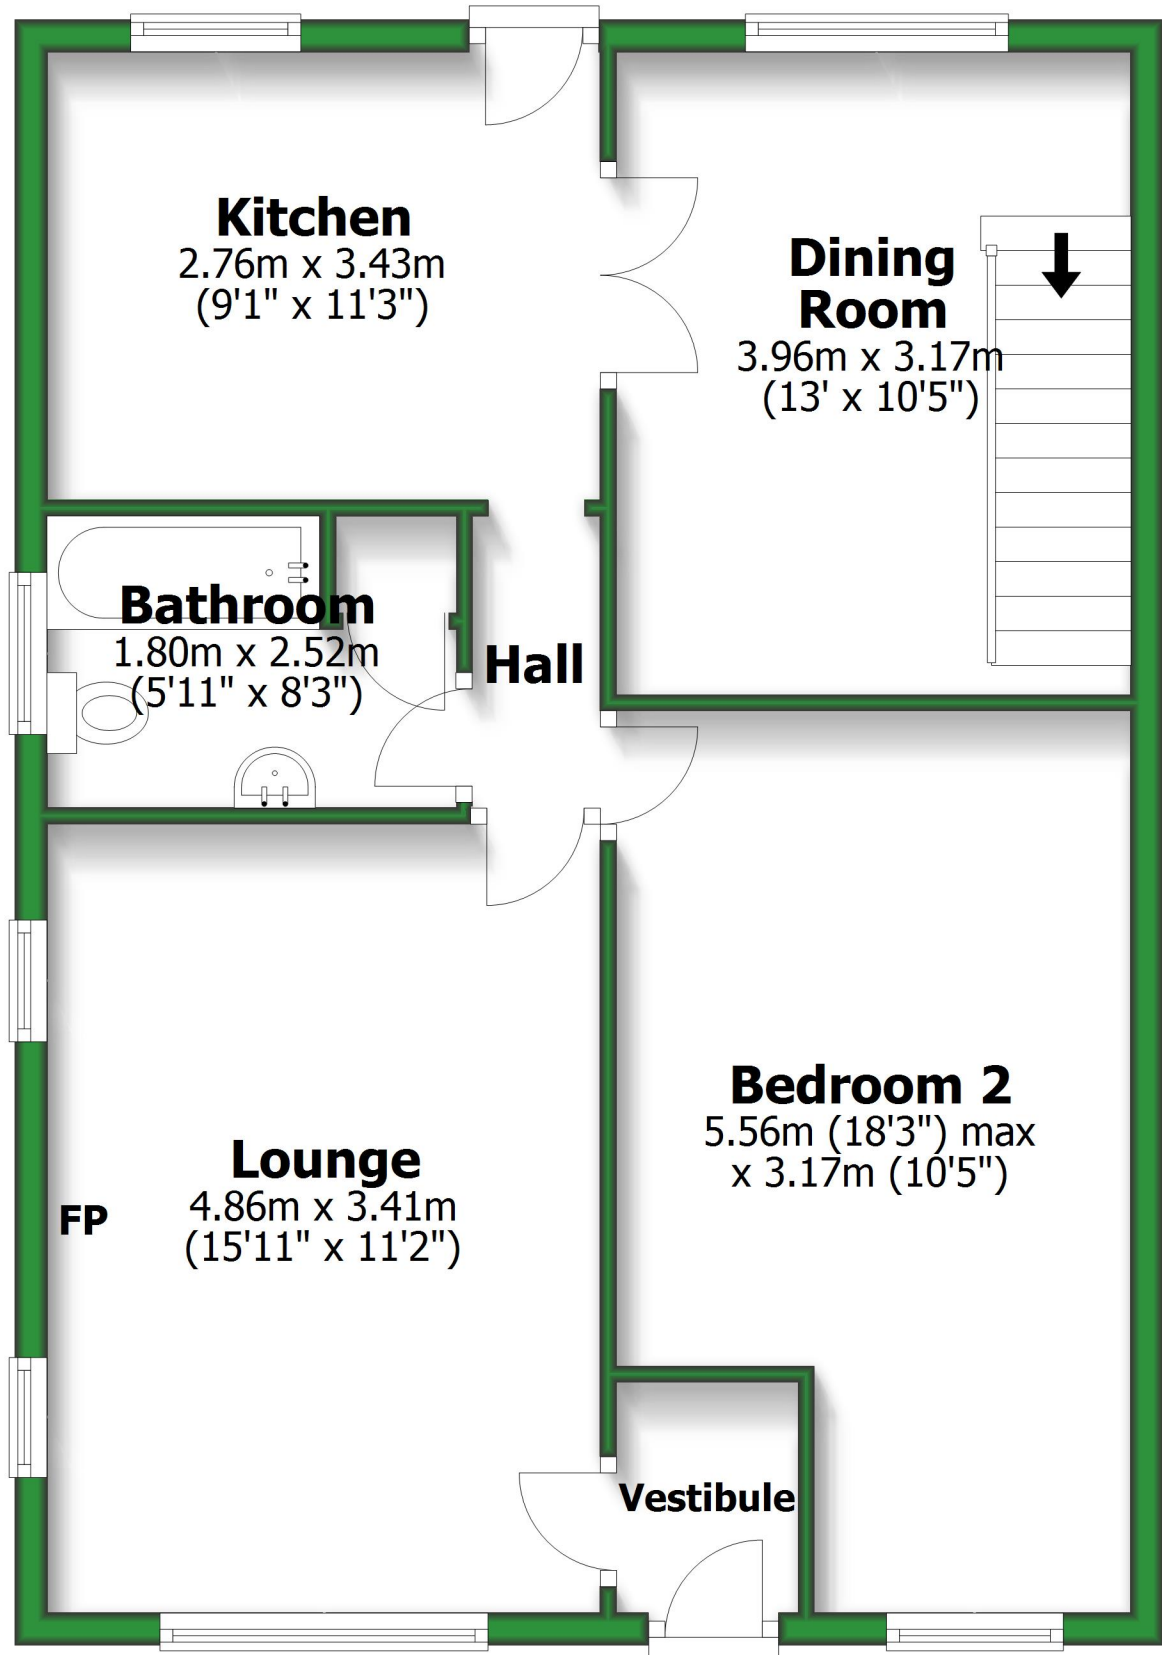 Kitchen
2.76m x 3.43m
(9'1" x 11'3")
Dining
Room
3.96m x 3.17m
(13' x 10'5")
Bathroom
1.80m x 2.52m
(5'11" x 8'3")
Hall
Bedroom 2
5.56m (18'3") max
x 3.17m (10'5")
Lounge
4.86m x 3.41m
(15'11" x 11'2")
FP
Vestibule